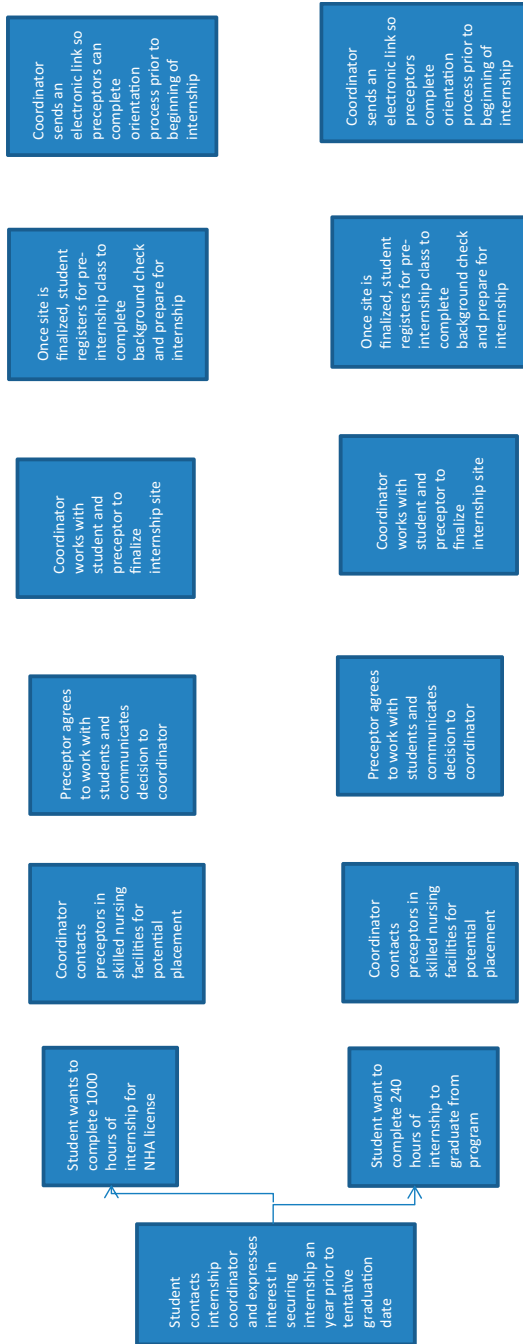 Student
contacts
internship
coordinator
and expresses
interest in
securing
internship an
year prior to
tentative
graduation
date
Student wants to
complete 1000
hours of
internship for
NHA license
Coordinator
contacts
preceptors in
skilled nursing
facilities for
potential
placement
Preceptor agrees
to work with
students and
communicates
decision to
coordinator
Coordinator
works with
student and
preceptor to
finalize
internship site
Once site is
finalized, student
registers for pre-
internship class to
complete
background check
and prepare for
internship
Coordinator
sends an
electronic link so
preceptors can
complete
orientation
process prior to
beginning of
internship
Student want to
complete 240
hours of
internship to
graduate from
program
Coordinator
contacts
preceptors in
skilled nursing
facilities for
potential
placement
Preceptor agrees
to work with
students and
communicates
decision to
coordinator
Coordinator
works with
student and
preceptor to
finalize
internship site
Once site is
finalized, student
registers for pre-
internship class to
complete
background check
and prepare for
internship
Coordinator
sends an
electronic link so
preceptors
complete
orientation
process prior to
beginning of
internship